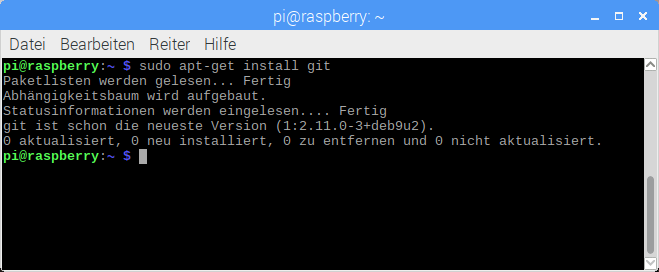 pi@raspberry: ~
Datei Bearbeiten Reiter Hilfe
pi@raspberry:~ $ sudo apt-get install git
Paketlisten werden gelesen... Fertig
Abhängigkeitsbaum wird aufgebaut.
Statusinformationen werden eingelesen.... Fertig
git ist schon die neueste Version (1:2.11.0-3+deb9u2).
0 aktualisiert, 0 neu installiert, 0 zu entfernen und 0 nicht aktualisiert.
pi@raspberry:~ $